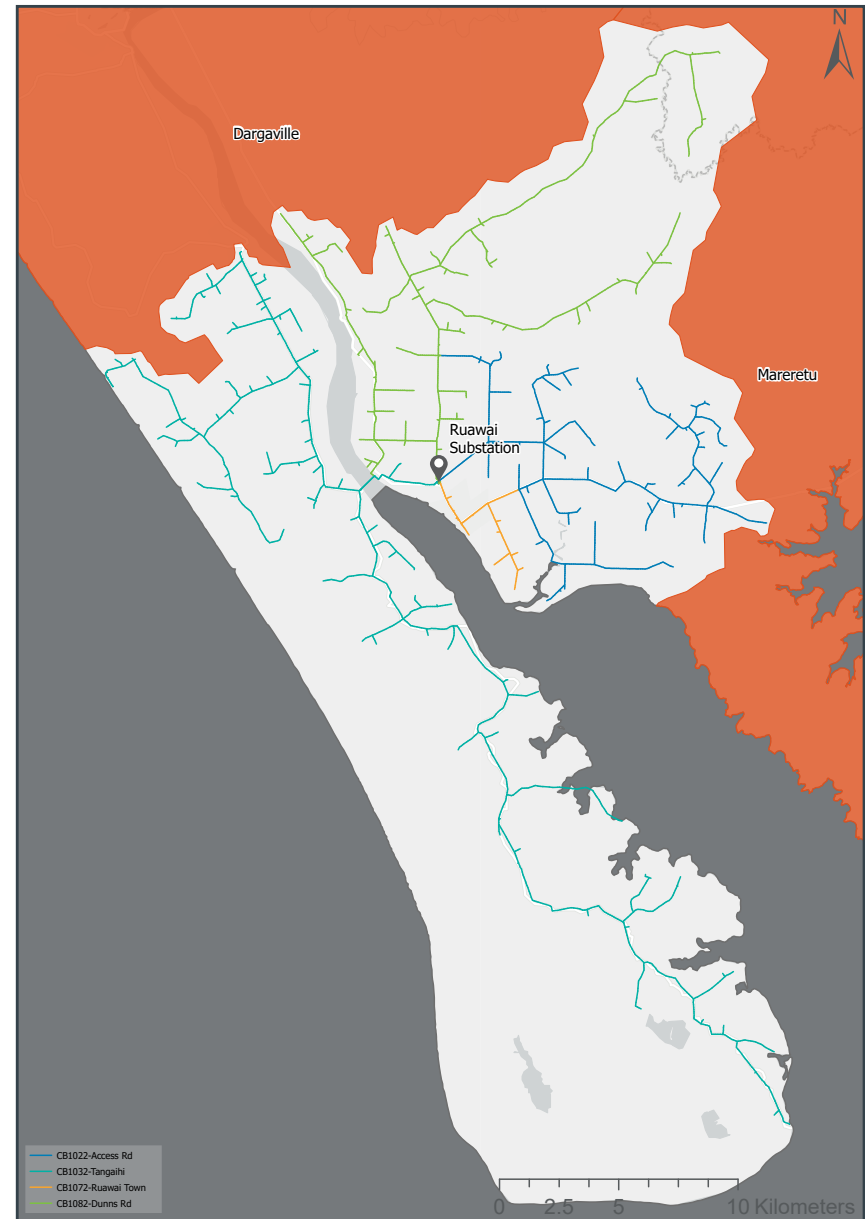 N
Dargaville
Mareretu
Ruawai
Substation
CB1022-Access Rd
CB1032-Tangaihi
CB1072-Ruawai Town
CB1082-Dunns Rd
0 2.5 5 10 Kilometers